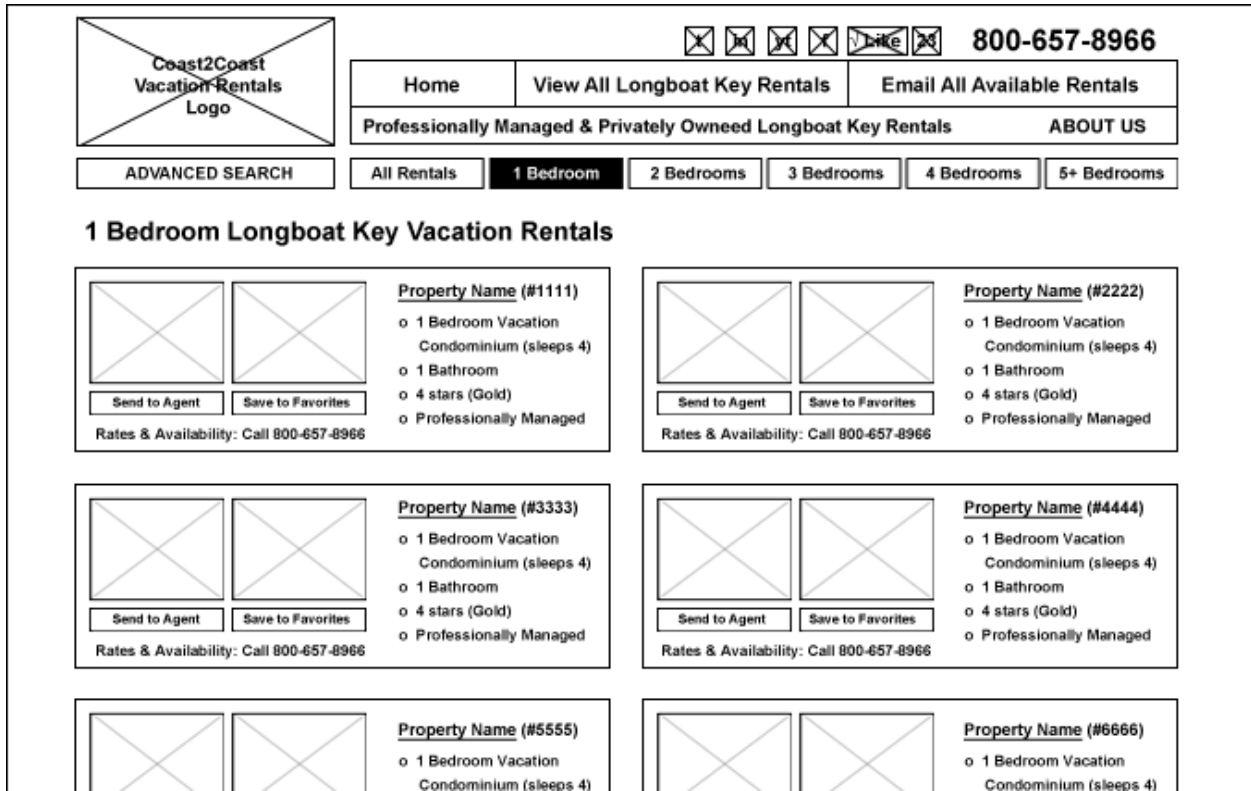 t in yt f √ Like 23 800-657-8966
Coast2Coast
Vacation Rentals
Logo
Home View All Longboat Key Rentals Email All Available Rentals
Professionally Managed & Privately Owneed Longboat Key Rentals ABOUT US
ADVANCED SEARCH All Rentals 1 Bedroom 2 Bedrooms 3 Bedrooms 4 Bedrooms 5+ Bedrooms
1 Bedroom Longboat Key Vacation Rentals
Property Name (#1111)
o 1 Bedroom Vacation
Condominium (sleeps 4)
o 1 Bathroom
o 4 stars (Gold)
o Professionally Managed
Send to Agent Save to Favorites
Rates & Availability: Call 800-657-8966
Property Name (#2222)
o 1 Bedroom Vacation
Condominium (sleeps 4)
o 1 Bathroom
o 4 stars (Gold)
o Professionally Managed
Send to Agent Save to Favorites
Rates & Availability: Call 800-657-8966
Property Name (#3333)
o 1 Bedroom Vacation
Condominium (sleeps 4)
o 1 Bathroom
o 4 stars (Gold)
o Professionally Managed
Send to Agent Save to Favorites
Rates & Availability: Call 800-657-8966
Property Name (#4444)
o 1 Bedroom Vacation
Condominium (sleeps 4)
o 1 Bathroom
o 4 stars (Gold)
o Professionally Managed
Send to Agent Save to Favorites
Rates & Availability: Call 800-657-8966
Property Name (#5555)
o 1 Bedroom Vacation
Condominium (sleeps 4)
Property Name (#6666)
o 1 Bedroom Vacation
Condominium (sleeps 4)